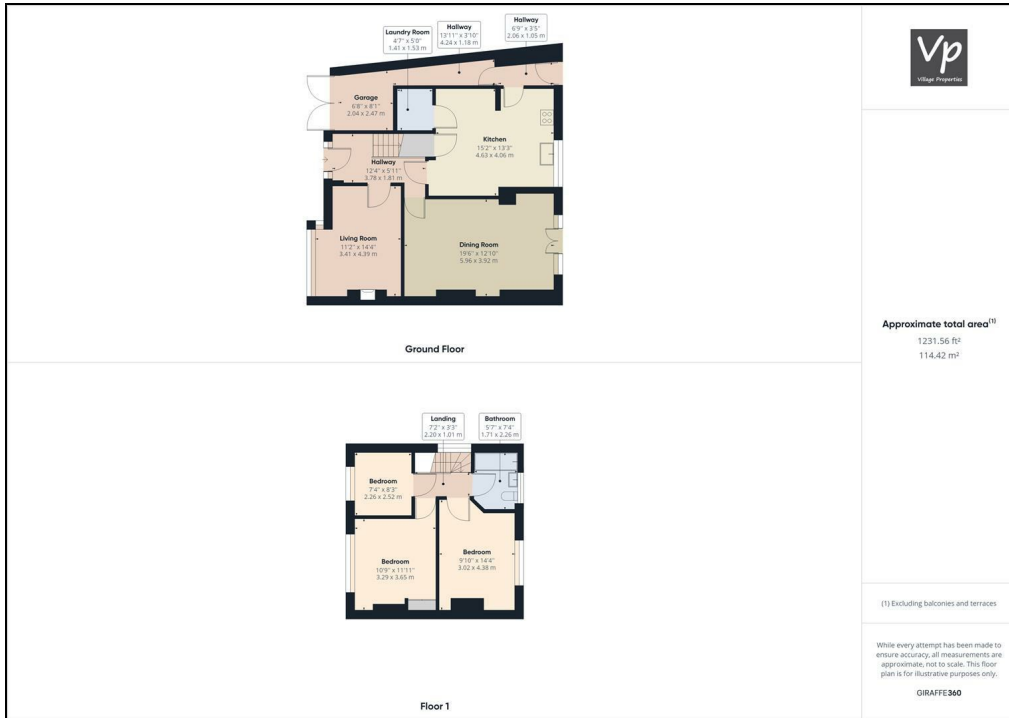 Laundry Room
4'7" x 5'0"
1.41 x 1.53 m
Hallway
13'11" x 3'10"
4.24 x 1.18 m
Hallway
6'9" x 3'5"
2.06 x 1.05 m
Garage
6'8" x 8'1"
2.04 x 2.47 m
Kitchen
15'2" x 13'3"
4.63 x 4.06 m
Hallway
12'4" x 5'11"
3.78 x 1.81 m
Living Room
11'2" x 14'4"
3.41 x 4.39 m
Dining Room
19'6" x 12'10"
5.96 x 3.92 m
Ground Floor
Landing
7'2" x 3'3"
2.20 x 1.01 m
Bathroom
5'7" x 7'4"
1.71 x 2.26 m
Bedroom
7'4" x 8'3"
2.26 x 2.52 m
Bedroom
10'9" x 11'11"
3.29 x 3.65 m
Bedroom
9'10" x 14'4"
3.02 x 4.38 m
Floor 1
Vp
Village Properties
Approximate total area(1)
1231.56 ft²
114.42 m²
(1) Excluding balconies and terraces
While every attempt has been made to
ensure accuracy, all measurements are
approximate, not to scale. This floor
plan is for illustrative purposes only.
GIRAFFE360